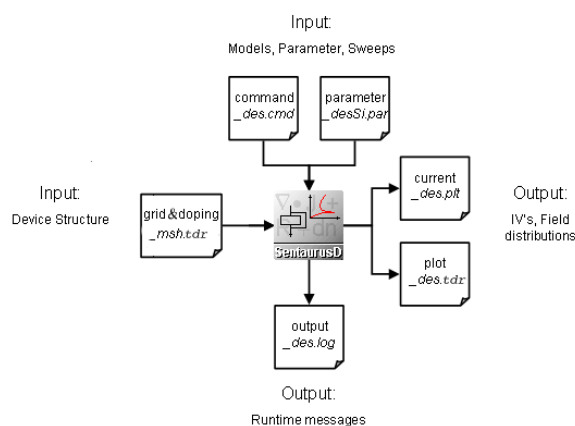 Input:
Models, Parameter, Sweeps
command
_des.cmd
parameter
_desSi.par
Input:
Device Structure
grid&doping
_msh.tdr
SentaurusD
current
_des.plt
plot
_des.tdr
Output:
IV's, Field
distributions
output
_des.log
Output:
Runtime messages